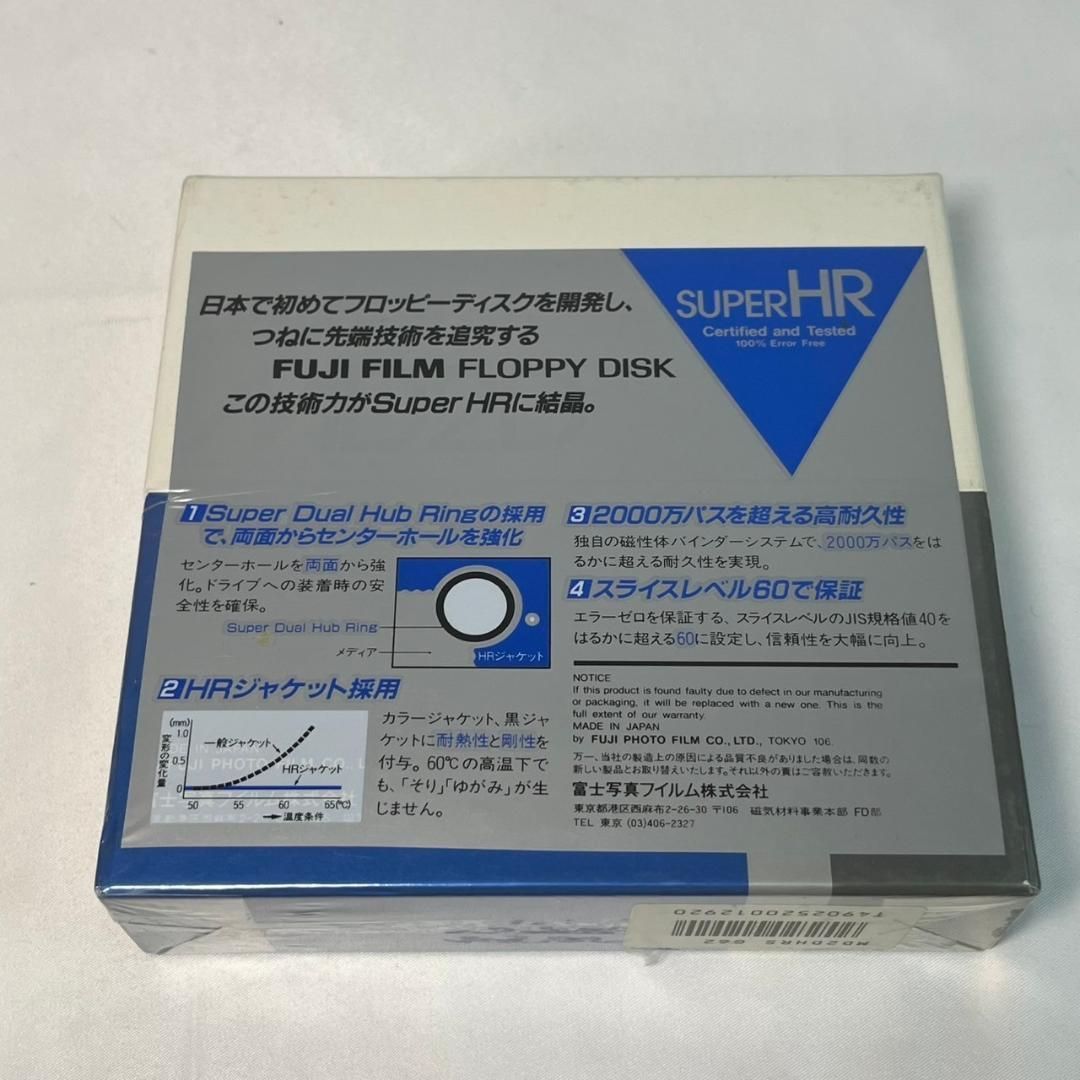 日本で初めてフロッピーディスクを開発し、
つねに先端技術を追究する
FUJI FILM FLOPPY DISK
この技術力がSuper HRに結晶。
SUPER HR
Certified and Tested
100% Error Free
1 Super Dual Hub Ringの採用
で、両面からセンターホールを強化
センターホールを両面から強
化。ドライブへの装着時の安
全性を確保。
Super Dual Hub Ring
メディア
HRジャケット
2 HRジャケット採用
(mm)
1.0
0.5
0
変形の変化量
一般ジャケット
HRジャケット
50 55 60 65(℃)
→温度条件
カラージャケット、黒ジャ
ケットに耐熱性と剛性を
付与。60℃の高温下で
も、「そり」「ゆがみ」が生
じません。
3 2000万パスを超える高耐久性
独自の磁性体バインダーシステムで、2000万パスをは
るかに超える耐久性を実現。
4 スライスレベル60で保証
エラーゼロを保証する、スライスレベルのJIS規格値40を
はるかに超える60に設定し、信頼性を大幅に向上。
NOTICE
If this product is found faulty due to defect in our manufacturing
or packaging, it will be replaced with a new one. This is the
full extent of our warranty.
MADE IN JAPAN
by FUJI PHOTO FILM CO., LTD., TOKYO 106.
万一、当社の製造上の原因による品質不良がありました場合は、同数の
新しい製品とお取り替えいたします。それ以外の責はご容赦いただきます。
富士写真フイルム株式会社
東京都港区西麻布2-26-30 〒106 磁気材料事業本部 FD部
TEL 東京 (03)406-2327
T4902520012920
MD2DHRS G62